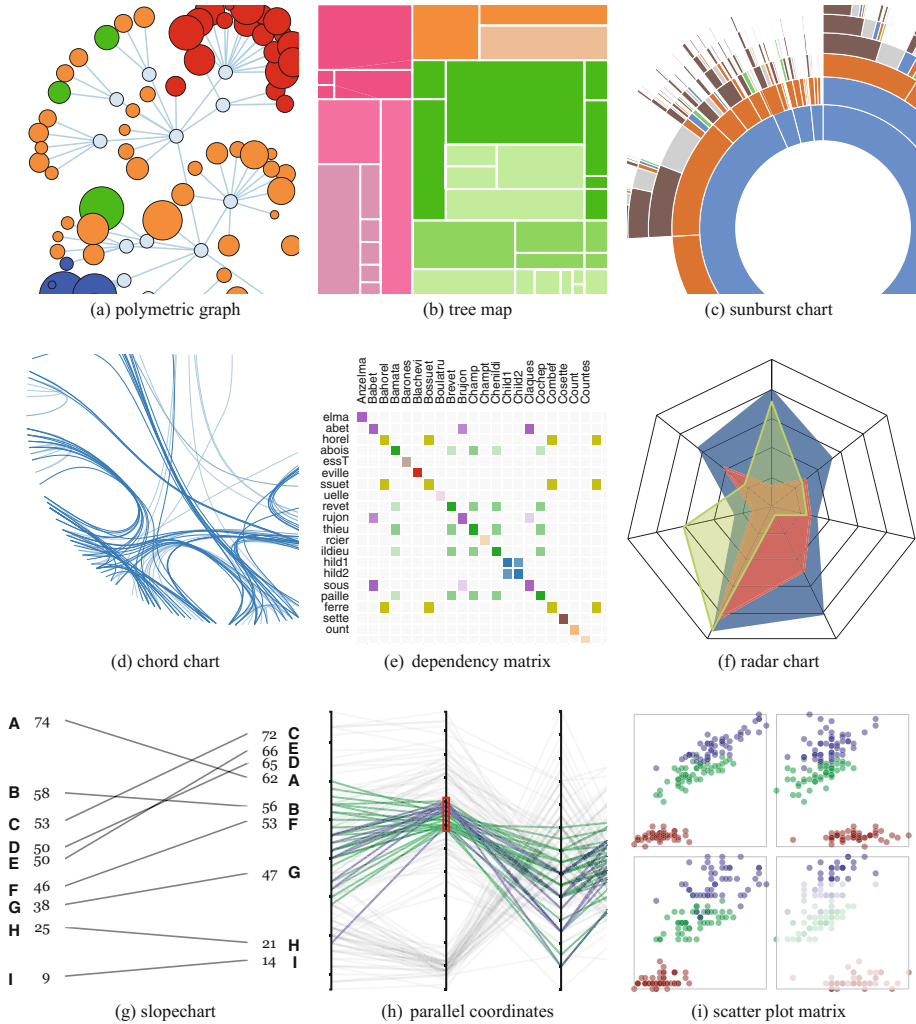 (a) polymetric graph
(b) tree map
(c) sunburst chart
Anzelma
Babet
Bahorel
Bamata
Barones
Blachevi
Bossuet
Boulatru
Brevet
Brujon
Champ
Champt
Chenildi
Child1
Child2
Claques
Cochep
Combef
Cosette
Count
Countes
elma
abet
horel
abois
essT
eville
ssuet
uelle
revet
rujon
thieu
rcier
ildieu
hild1
hild2
sous
paille
ferre
sette
ount
(d) chord chart
(e) dependency matrix
(f) radar chart
A 74
B 58
C 53
D 50
E 50
F 46
G 38
H 25
I 9
72 C
66 E
65 D
62 A
56 B
53 F
47 G
21 H
14 I
(g) slopechart
(h) parallel coordinates
(i) scatter plot matrix